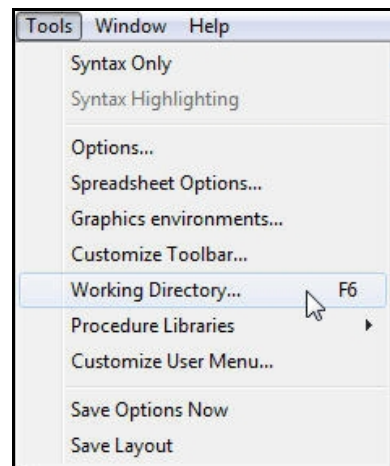 Tools Window Help
Syntax Only
Syntax Highlighting
Options...
Spreadsheet Options...
Graphics environments...
Customize Toolbar...
Working Directory... F6
Procedure Libraries
Customize User Menu...
Save Options Now
Save Layout